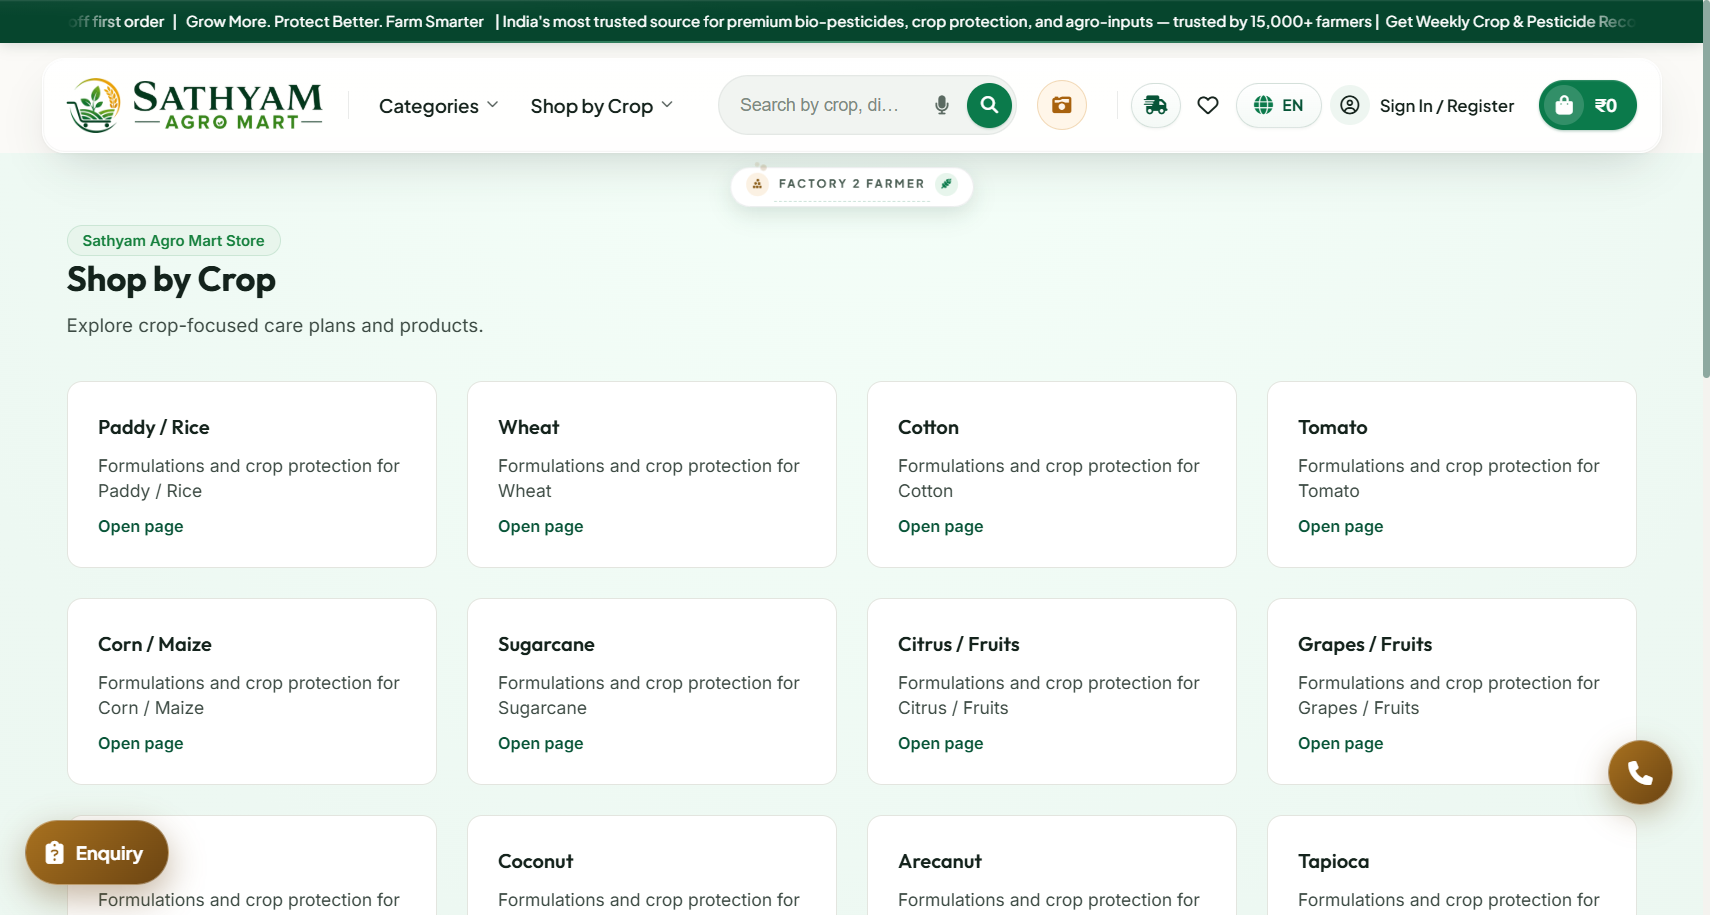 off first order | Grow More. Protect Better. Farm Smarter | India's most trusted source for premium bio-pesticides, crop protection, and agro-inputs — trusted by 15,000+ farmers | Get Weekly Crop & Pesticide
SATHYAM
AGRO MART
Categories
Shop by Crop
Search by crop, di...
EN
Sign In / Register
₹0
FACTORY 2 FARMER
Sathyam Agro Mart Store
Shop by Crop
Explore crop-focused care plans and products.
Paddy / Rice
Formulations and crop protection for
Paddy / Rice
Open page
Wheat
Formulations and crop protection for
Wheat
Open page
Cotton
Formulations and crop protection for
Cotton
Open page
Tomato
Formulations and crop protection for
Tomato
Open page
Corn / Maize
Formulations and crop protection for
Corn / Maize
Open page
Sugarcane
Formulations and crop protection for
Sugarcane
Open page
Citrus / Fruits
Formulations and crop protection for
Citrus / Fruits
Open page
Grapes / Fruits
Formulations and crop protection for
Grapes / Fruits
Open page
Enquiry
Formulations and crop protection for
Coconut
Formulations and crop protection for
Arecanut
Formulations and crop protection for
Tapioca
Formulations and crop protection for